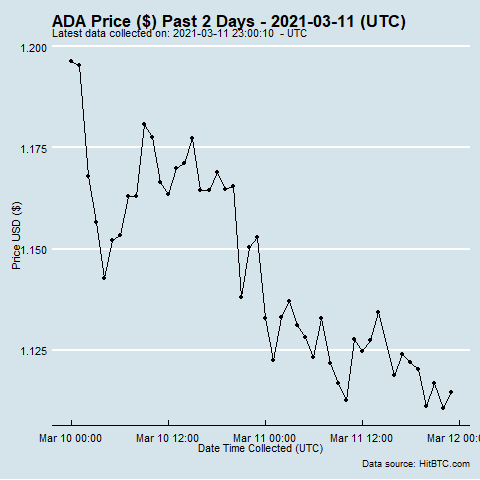 ADA Price ($) Past 2 Days - 2021-03-11 (UTC)
Latest data collected on: 2021-03-11 23:00:10 - UTC
1.200
1.175
1.150
1.125
Price USD ($)
Mar 10 00:00 Mar 10 12:00 Mar 11 00:00 Mar 11 12:00 Mar 12 00:
Date Time Collected (UTC)
Data source: HitBTC.com